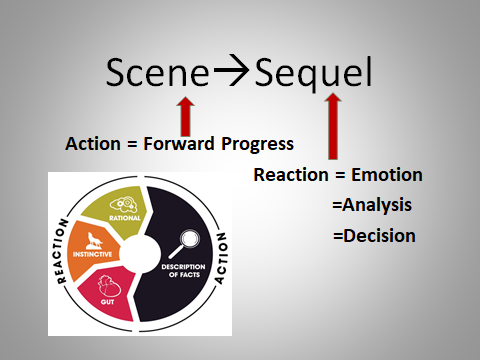 Scene→Sequel
Action = Forward Progress
Reaction = Emotion
=Analysis
=Decision
REACTION
RATIONAL
INSTINCTIVE
GUT
DESCRIPTION
OF FACTS
ACTION